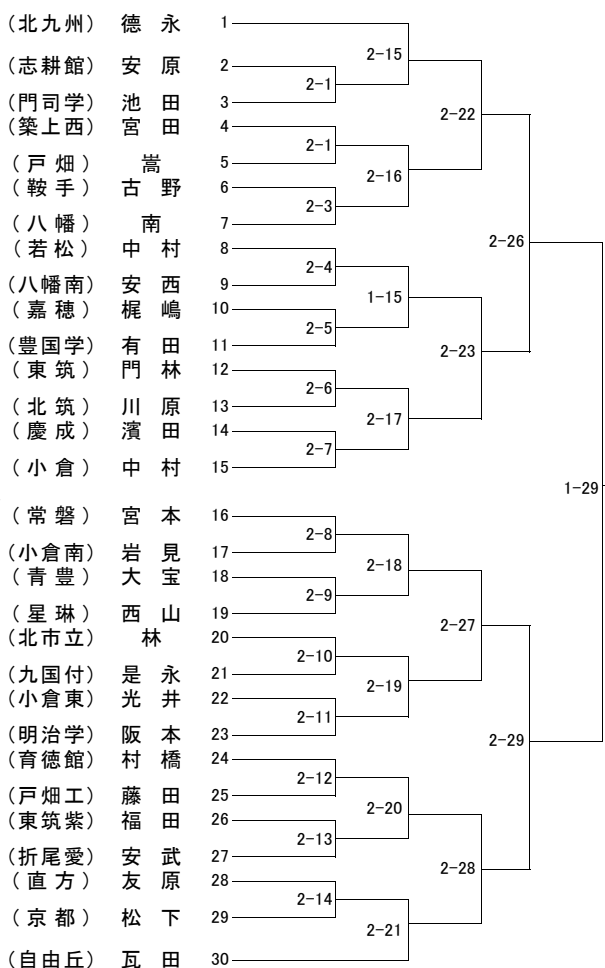 (北九州) 德永 1
2-15
(志耕館) 安原 2
2-1
(門司学) 池田 3
2-22
(築上西) 宮田 4
2-1
(戸畑) 嵩 5
2-16
(鞍手) 古野 6
2-3
(八幡) 南 7
2-26
(若松) 中村 8
2-4
(八幡南) 安西 9
1-15
(嘉穂) 梶嶋 10
2-5
(豊国学) 有田 11
2-23
(東筑) 門林 12
2-6
(北筑) 川原 13
2-17
(慶成) 濱田 14
2-7
(小倉) 中村 15
1-29
(常磐) 宮本 16
2-8
(小倉南) 岩見 17
2-18
(青豊) 大宝 18
2-9
(星琳) 西山 19
2-27
(北市立) 林 20
2-10
(九国付) 是永 21
2-19
(小倉東) 光井 22
2-11
(明治学) 阪本 23
2-29
(育徳館) 村橋 24
2-12
(戸畑工) 藤田 25
2-20
(東筑紫) 福田 26
2-13
(折尾愛) 安武 27
2-28
(直方) 友原 28
2-14
(京都) 松下 29
2-21
(自由丘) 瓦田 30